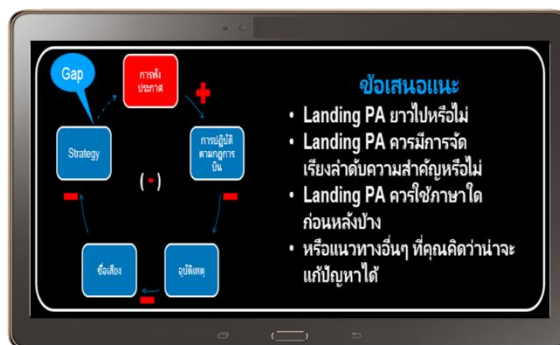 Gap
การฟัง
ประกาศ
+
การปฏิบัติ
ตามกฎการ
บิน
Strategy
(-)
-
-
-
ชื่อเสียง
อุบัติเหตุ
ข้อเสนอแนะ
• Landing PA ยาวไปหรือไม่
• Landing PA ควรมีการจัด
เรียงลำดับความสำคัญหรือไม่
• Landing PA ควรใช้ภาษาใด
ก่อนหลังบ้าง
• หรือแนวทางอื่นๆ ที่คุณคิดว่าน่าจะ
แก้ปัญหาได้